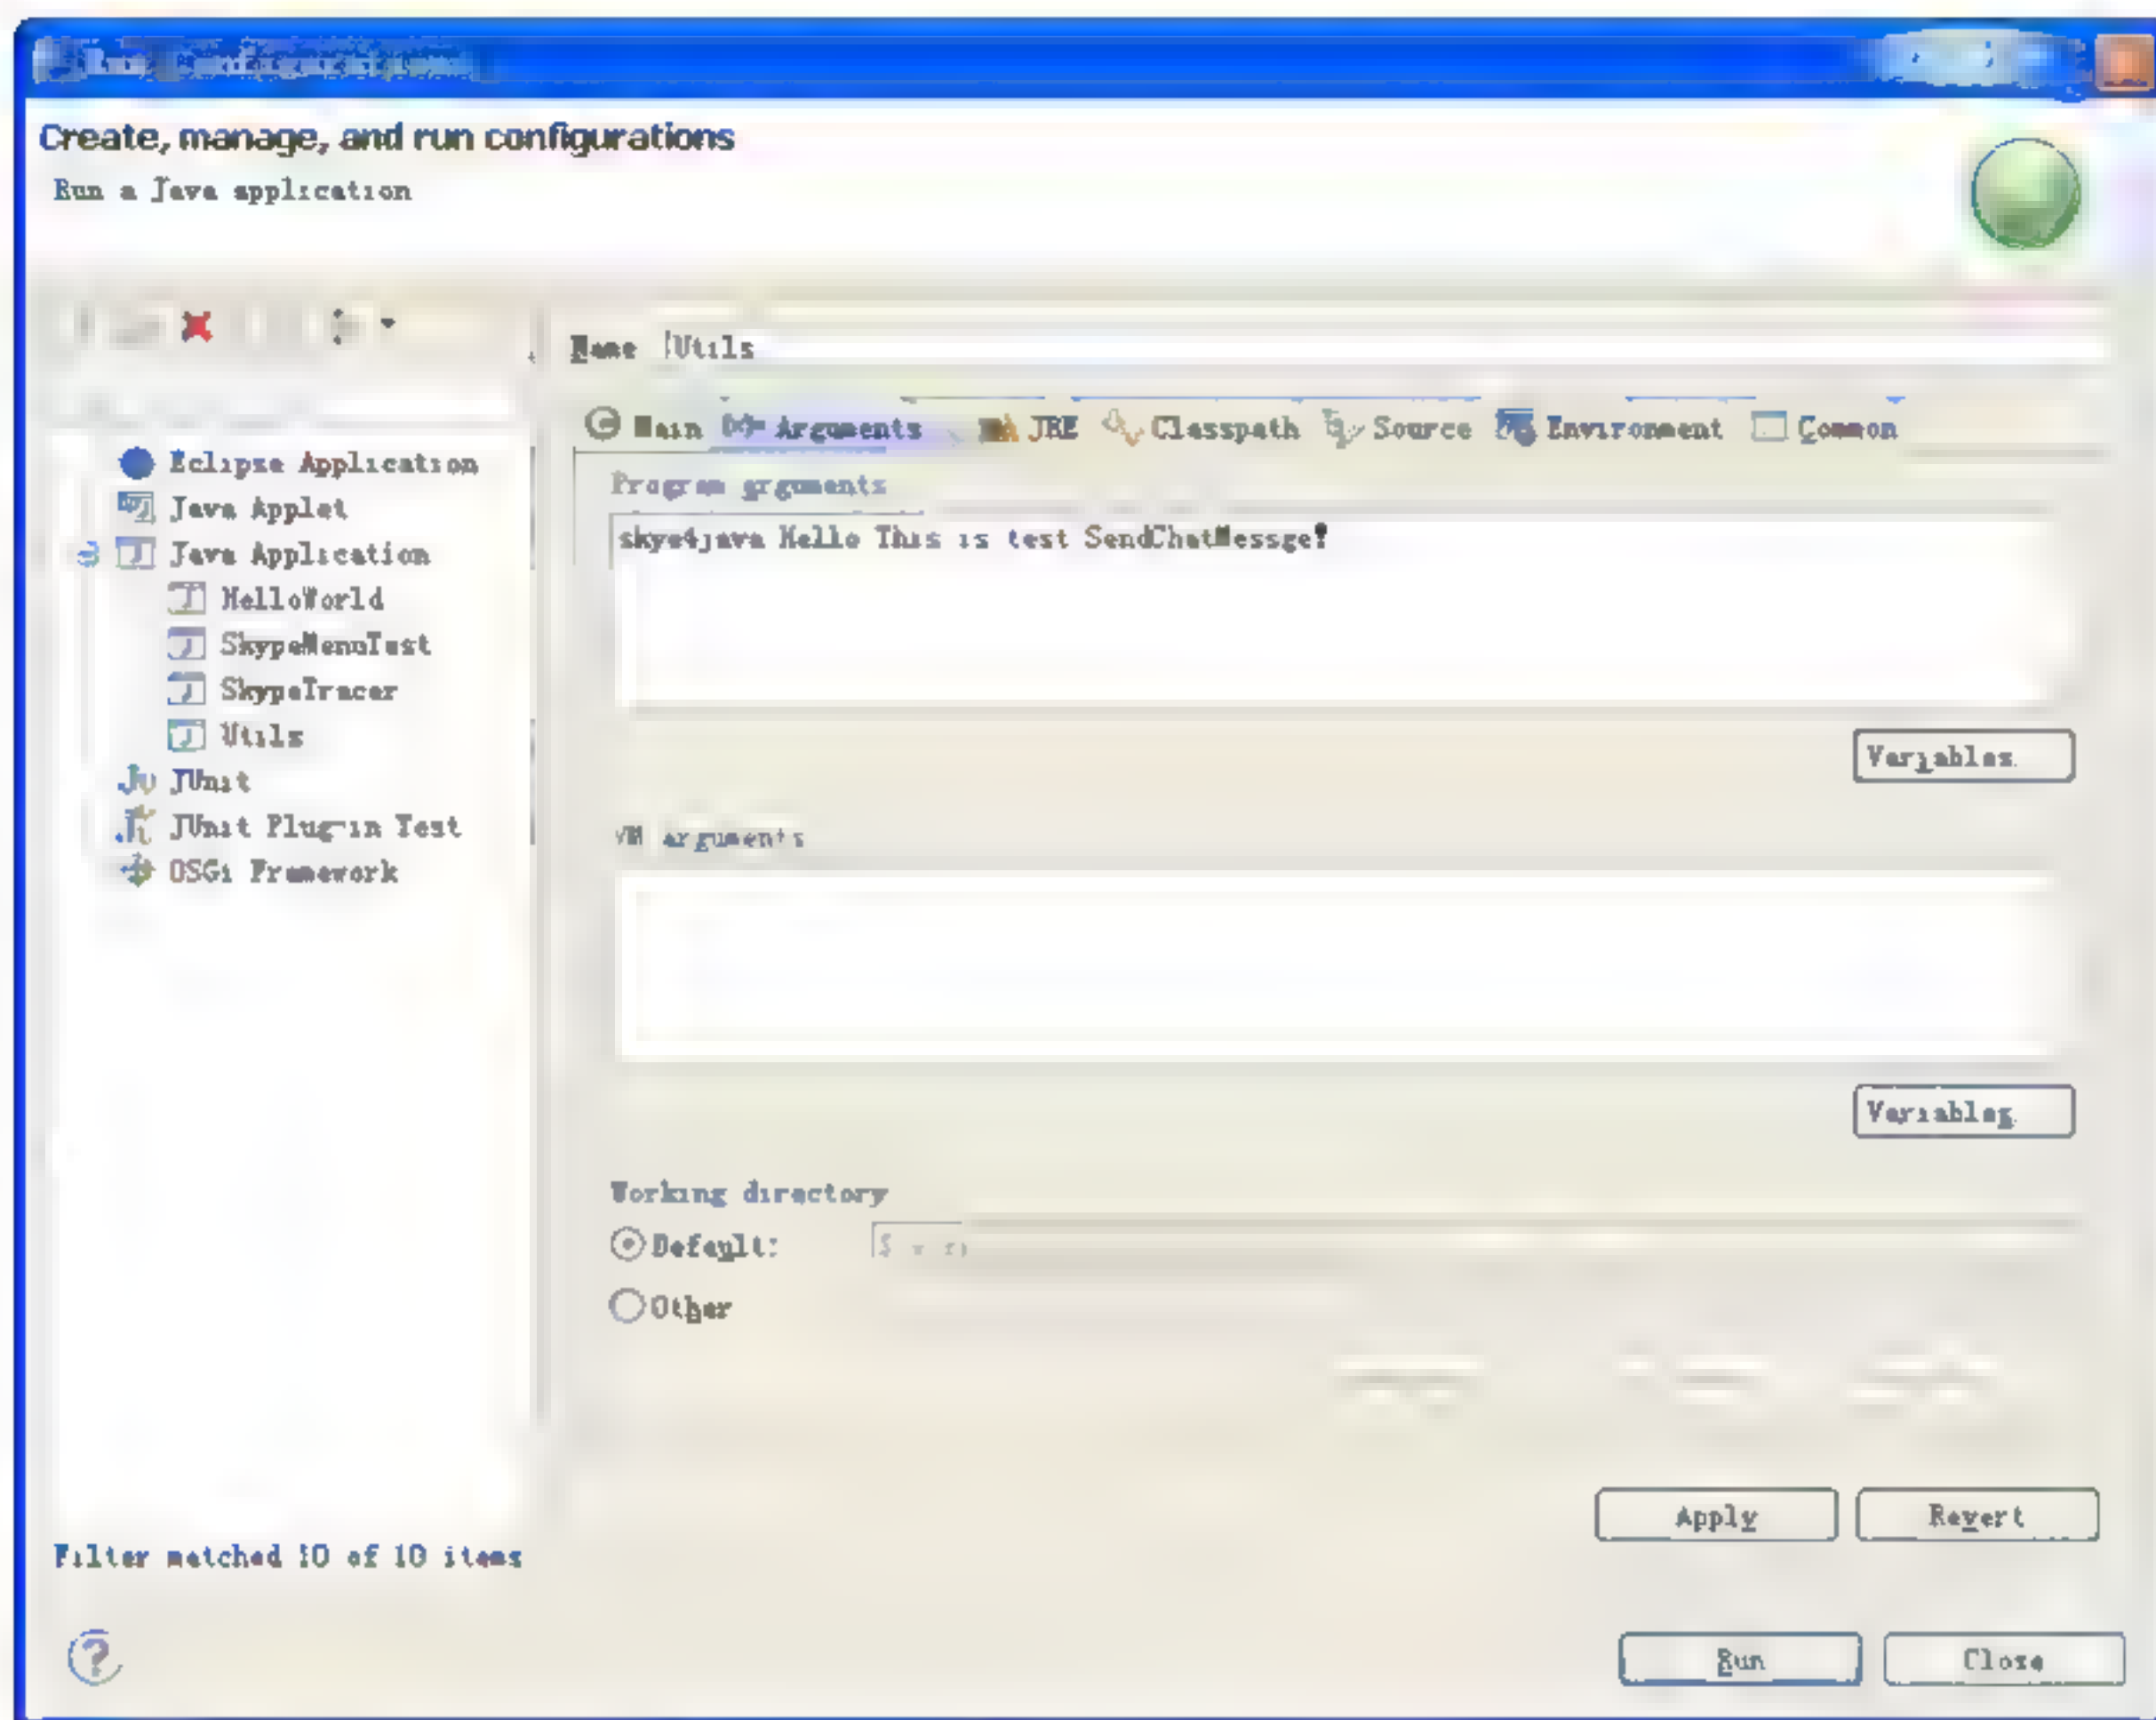 Create, manage, and run configurations
Run a Java application
Name Utils
Main Arguments JRE Classpath Source Environment Common
Eclipse Application
Java Applet
Java Application
HelloWorld
SkypeMenuTest
SkypeTracer
Utils
JUnit
JUnit Plug-in Test
OSGi Framework
Filter matched 10 of 10 items
Program arguments
skye4java Hello This is test SendChatMessge!
Variables
VM arguments
Variables
Working directory
Default:
Other
Apply Revert
Run Close